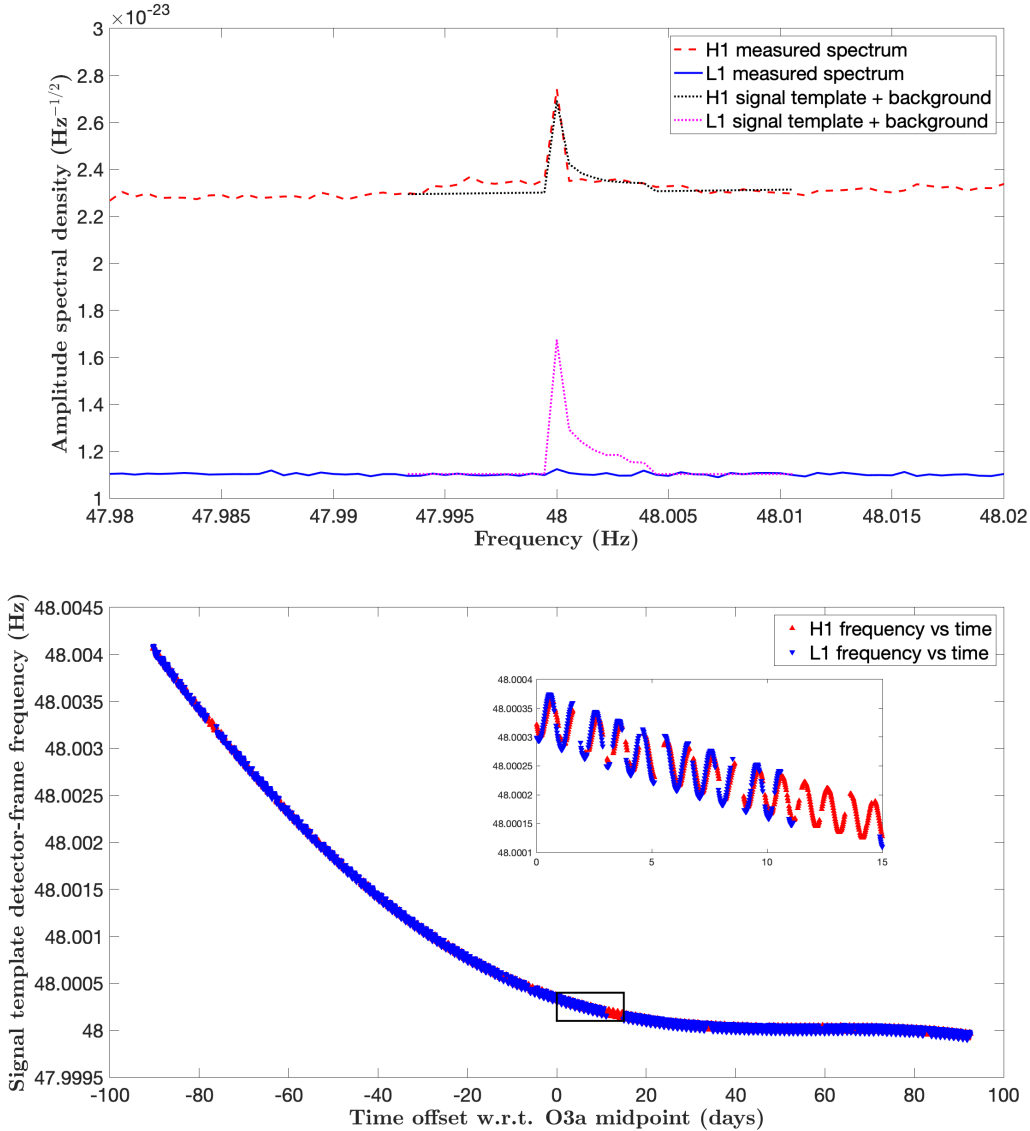 ×10⁻²³
3
2.8
2.6
2.4
2.2
2
1.8
1.6
1.4
1.2
1
Amplitude spectral density (Hz⁻¹/²)
H1 measured spectrum
L1 measured spectrum
H1 signal template + background
L1 signal template + background
47.98 47.985 47.99 47.995 48 48.005 48.01 48.015 48.02
Frequency (Hz)
48.0045
48.004
48.0035
48.003
48.0025
48.002
48.0015
48.001
48.0005
48
47.9995
Signal template detector-frame frequency (Hz)
H1 frequency vs time
L1 frequency vs time
48.0004
48.00035
48.0003
48.00025
48.0002
48.00015
48.0001
0 5 10 15
-100 -80 -60 -40 -20 0 20 40 60 80 100
Time offset w.r.t. O3a midpoint (days)